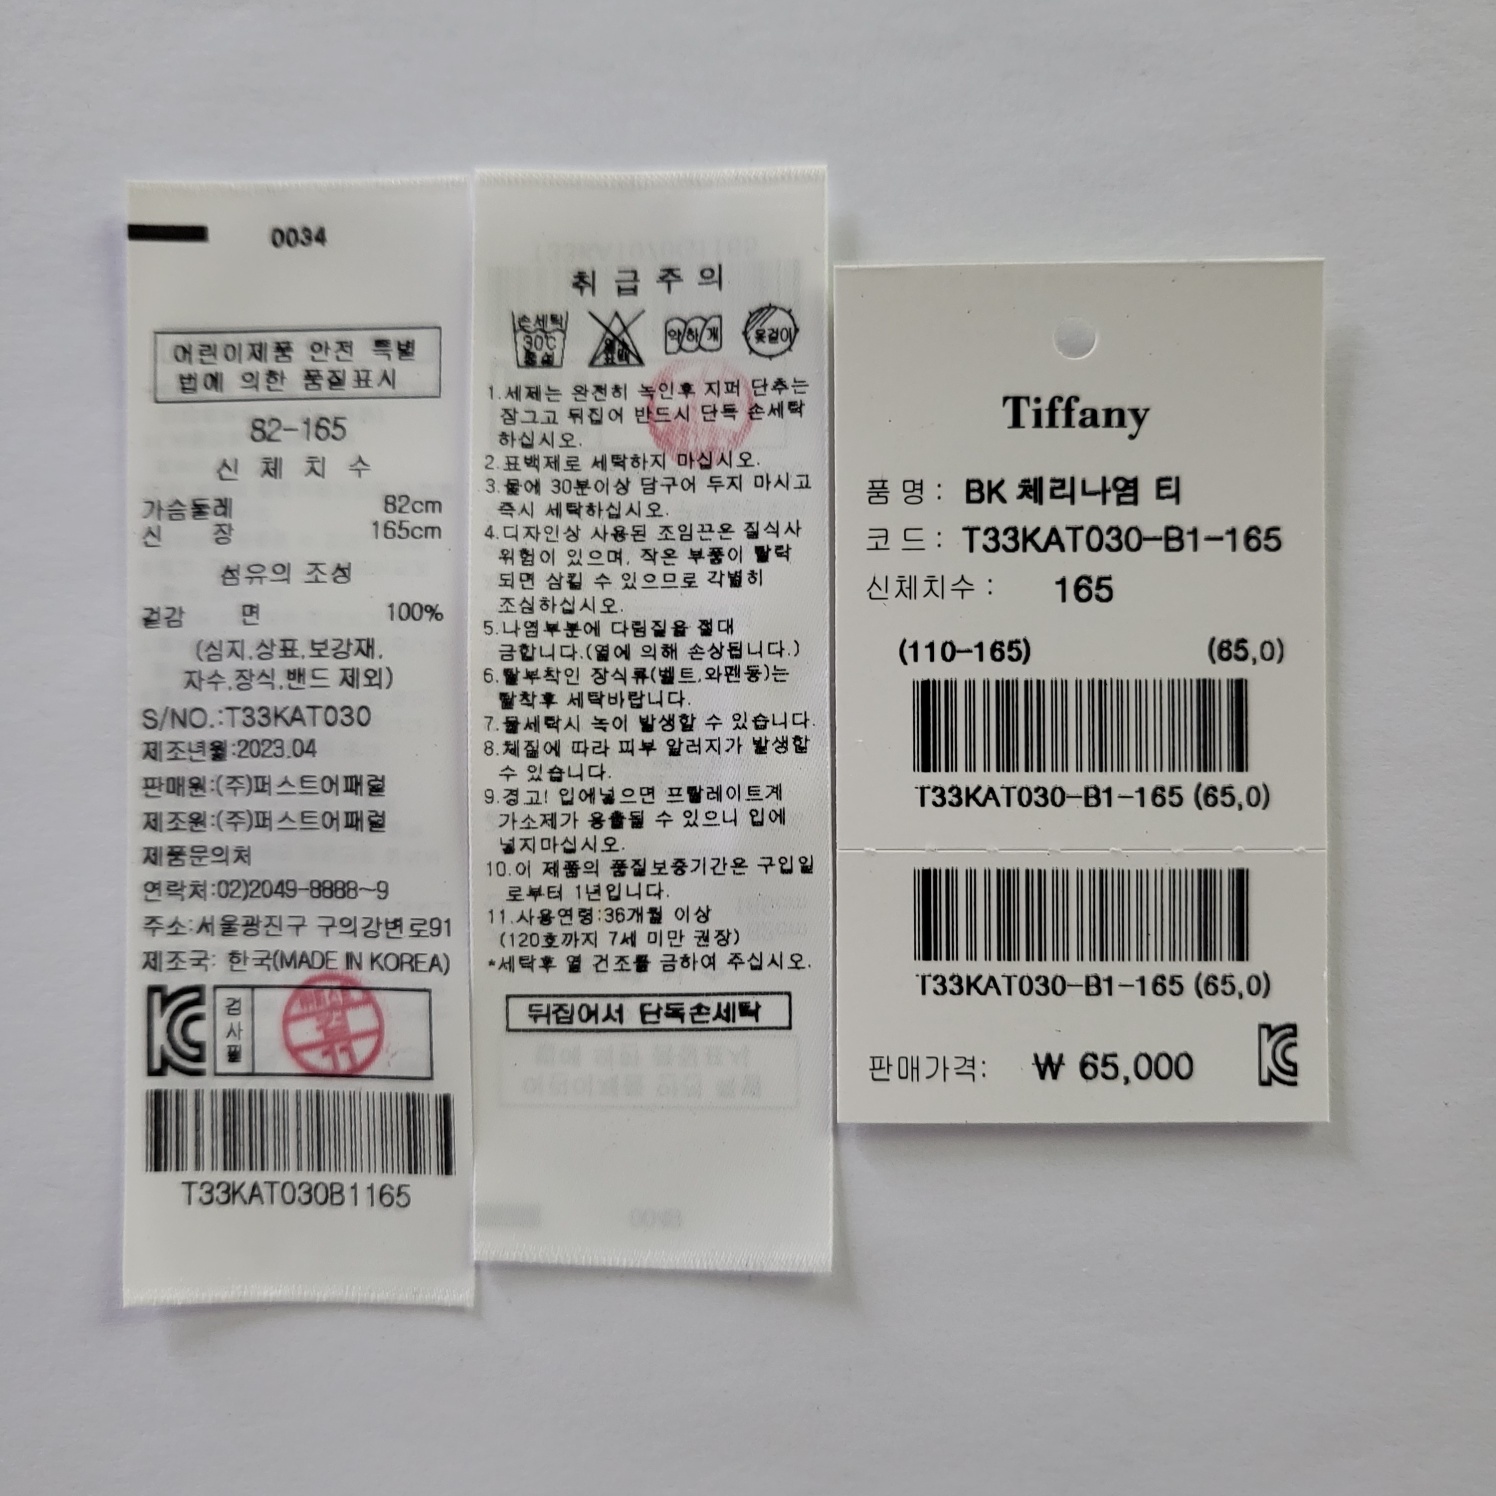 0034
어린이제품 안전 특별
법에 의한 품질표시
82-165
신 체 치 수
가슴둘레 82cm
신 장 165cm
섬유의 조성
겉감 면 100%
(심지,상표,보강재,
자수,장식,밴드 제외)
S/NO.:T33KAT030
제조년월:2023.04
판매원:(주)퍼스트어패럴
제조원:(주)퍼스트어패럴
제품문의처
연락처:02)2049-8888~9
주소:서울광진구 구의강변로91
제조국: 한국(MADE IN KOREA)
KC 검사필
11
T33KAT030B1165
취 급 주 의
손세탁 30℃ 중성
염소표백
약하게
옷걸이
1.세제는 완전히 녹인후 지퍼 단추는
잠그고 뒤집어 반드시 단독 손세탁
하십시오.
2.표백제로 세탁하지 마십시오.
3.물에 30분이상 담구어 두지 마시고
즉시 세탁하십시오.
4.디자인상 사용된 조임끈은 질식사
위험이 있으며, 작은 부품이 탈락
되면 삼킬 수 있으므로 각별히
조심하십시오.
5.나염부분에 다림질을 절대
금합니다.(열에 의해 손상됩니다.)
6.탈부착인 장식류(벨트,와펜등)는
탈착후 세탁바랍니다.
7.물세탁시 녹이 발생할 수 있습니다.
8.체질에 따라 피부 알러지가 발생할
수 있습니다.
9.경고! 입에넣으면 프탈레이트계
가소제가 용출될 수 있으니 입에
넣지마십시오.
10.이 제품의 품질보증기간은 구입일
로부터 1년입니다.
11.사용연령:36개월 이상
(120호까지 7세 미만 권장)
*세탁후 열 건조를 금하여 주십시오.
뒤집어서 단독손세탁
Tiffany
품 명 : BK 체리나염 티
코 드 : T33KAT030-B1-165
신체치수 : 165
(110-165) (65,0)
T33KAT030-B1-165 (65,0)
T33KAT030-B1-165 (65,0)
판매가격: ₩ 65,000 KC